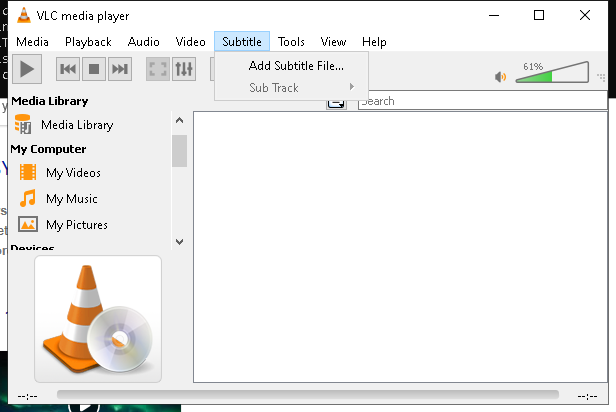 VLC media player
Media Playback Audio Video Subtitle Tools View Help
Add Subtitle File...
Sub Track
61%
Search
Media Library
Media Library
My Computer
My Videos
My Music
My Pictures
Devices
--:--
--:--